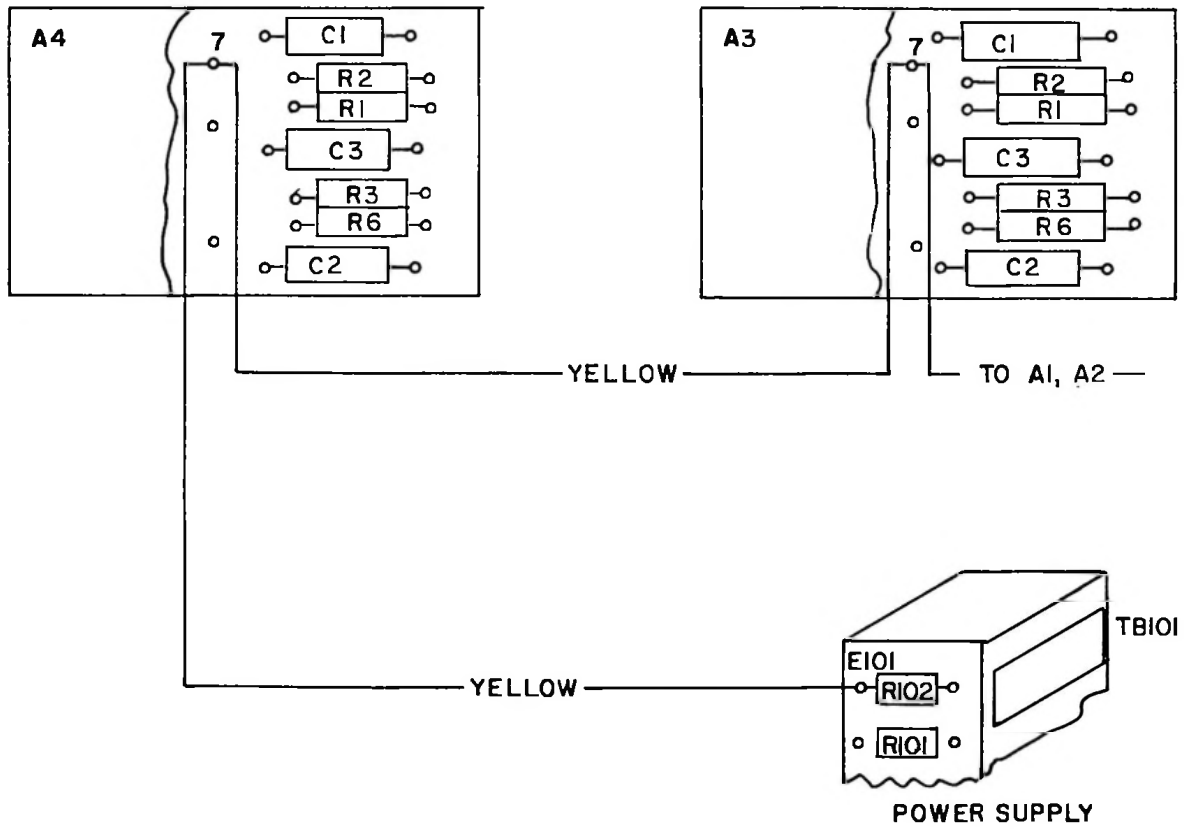 A4
7
C1
R2
R1
C3
R3
R6
C2
A3
7
C1
R2
R1
C3
R3
R6
C2
YELLOW
TO A1, A2
YELLOW
E101
R102
R101
TB101
POWER SUPPLY